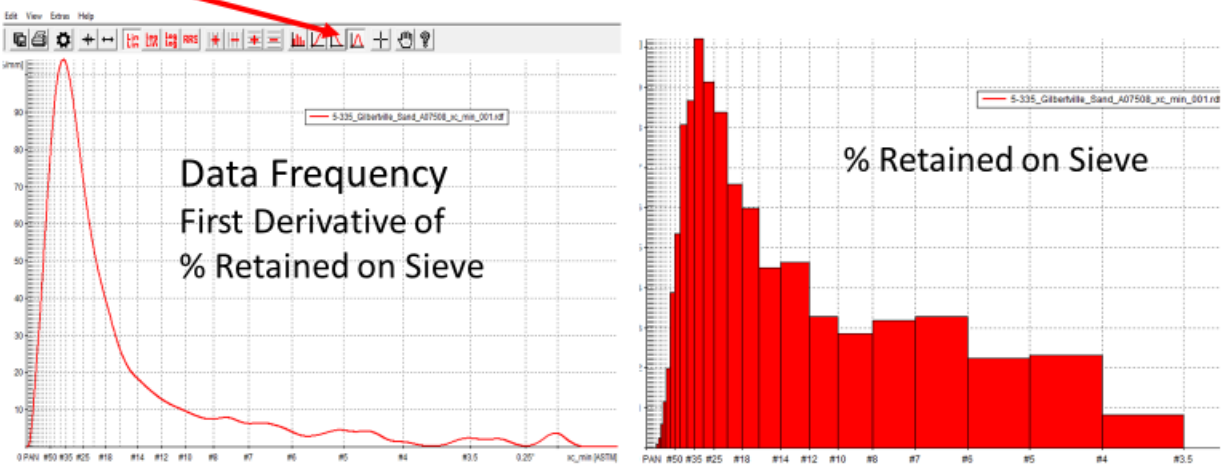 Edit View Extras Help
RRS
90
80
70
60
50
40
30
20
10
5-335_Gilbertville_Sand_A07508_xc_min_001.rdf
Data Frequency
First Derivative of
% Retained on Sieve
0 PAN #50 #35 #25 #18 #14 #12 #10 #8 #7 #6 #5 #4 #3.5 0.25" xc_min [ASTM]
5-335_Gilbertville_Sand_A07508_xc_min_001.rdf
% Retained on Sieve
PAN #50 #35 #25 #18 #14 #12 #10 #8 #7 #6 #5 #4 #3.5